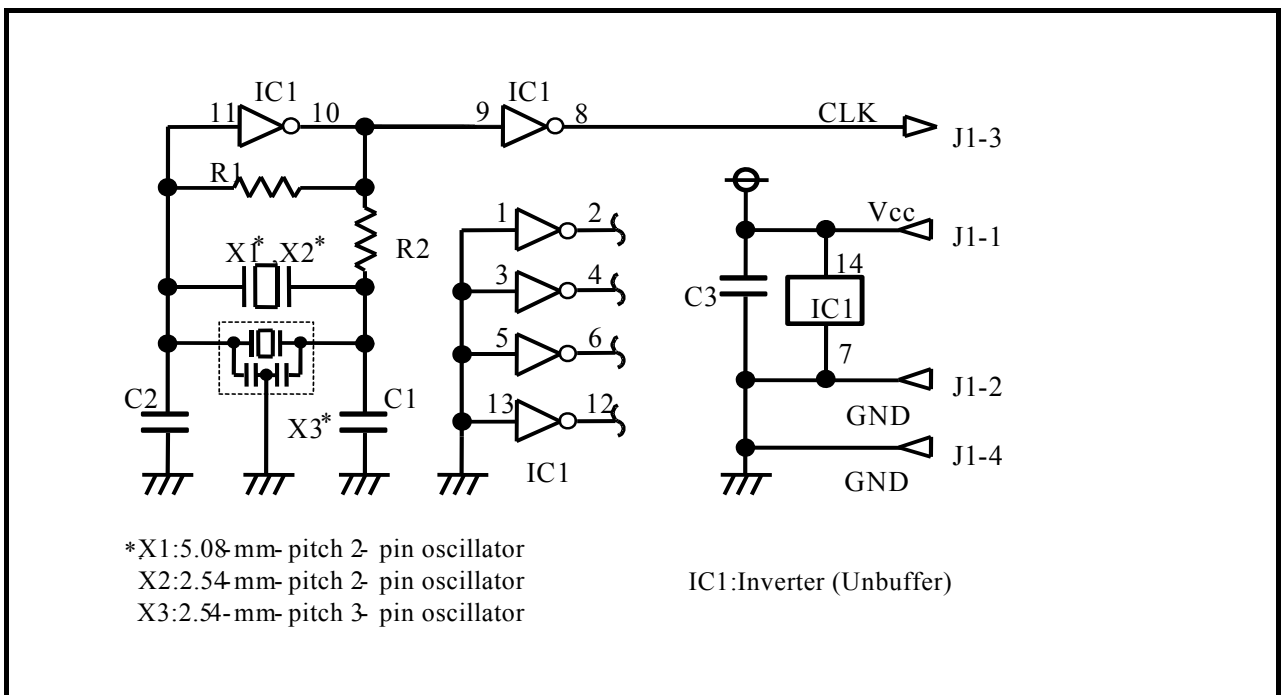 IC1
11
10
R1
X1*,X2*
R2
C2
X3*
C1
9
IC1
8
CLK
J1-3
1
2
3
4
5
6
13
12
IC1
Vcc
J1-1
14
C3
IC1
7
J1-2
GND
J1-4
GND
*X1:5.08-mm- pitch 2- pin oscillator
X2:2.54-mm- pitch 2- pin oscillator
X3:2.54-mm- pitch 3- pin oscillator
IC1:Inverter (Unbuffer)